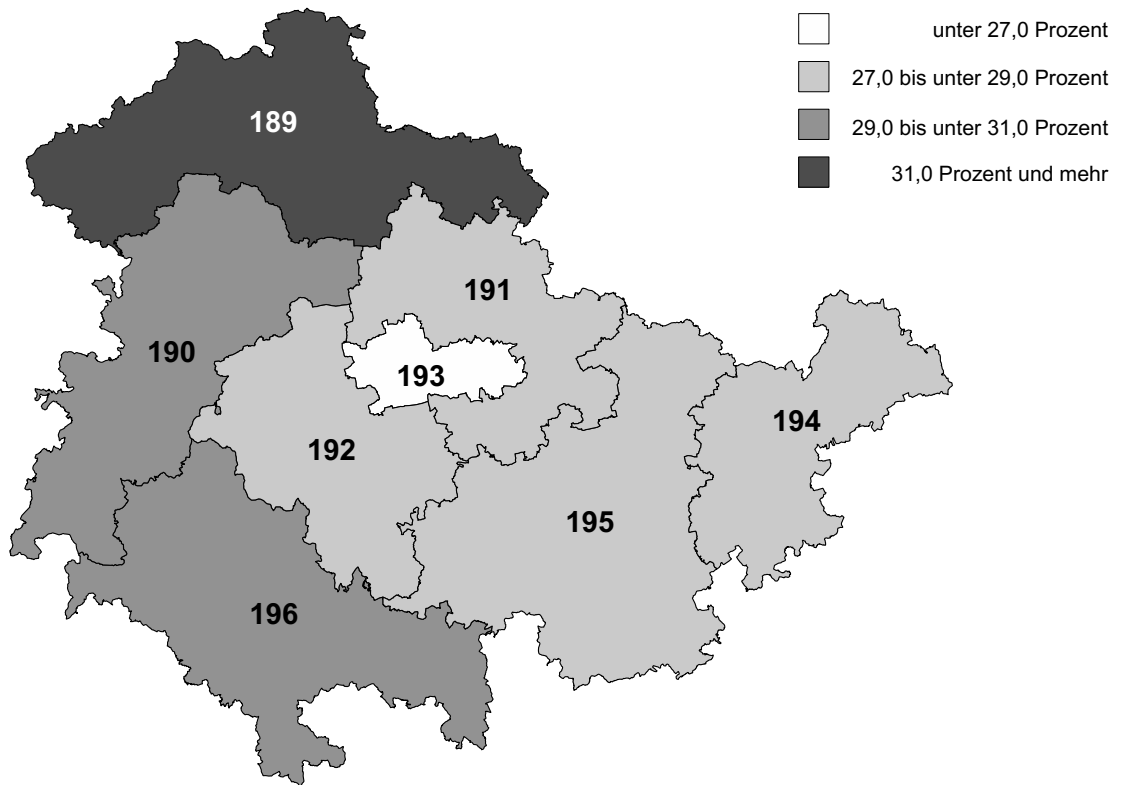 unter 27,0 Prozent
27,0 bis unter 29,0 Prozent
29,0 bis unter 31,0 Prozent
31,0 Prozent und mehr
189
191
190
193
194
192
195
196